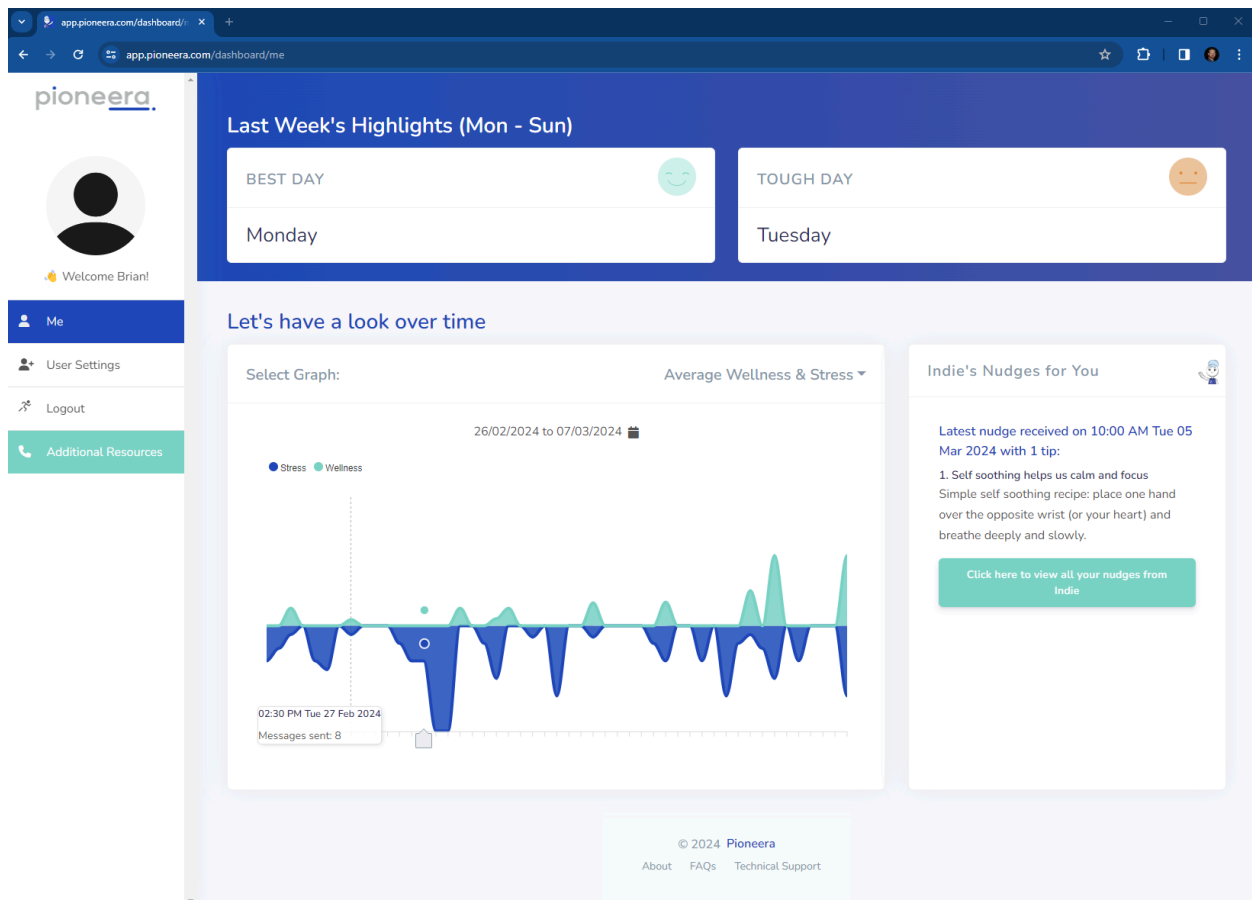 app.pioneera.com/dashboard/
app.pioneera.com/dashboard/me
pioneera.
Welcome Brian!
Me
User Settings
Logout
Additional Resources
Last Week's Highlights (Mon - Sun)
BEST DAY
Monday
TOUGH DAY
Tuesday
Let's have a look over time
Select Graph:
Average Wellness & Stress
26/02/2024 to 07/03/2024
Stress
Wellness
02:30 PM Tue 27 Feb 2024
Messages sent: 8
Indie's Nudges for You
Latest nudge received on 10:00 AM Tue 05
Mar 2024 with 1 tip:
1. Self soothing helps us calm and focus
Simple self soothing recipe: place one hand
over the opposite wrist (or your heart) and
breathe deeply and slowly.
Click here to view all your nudges from
Indie
© 2024 Pioneera
About FAQs Technical Support